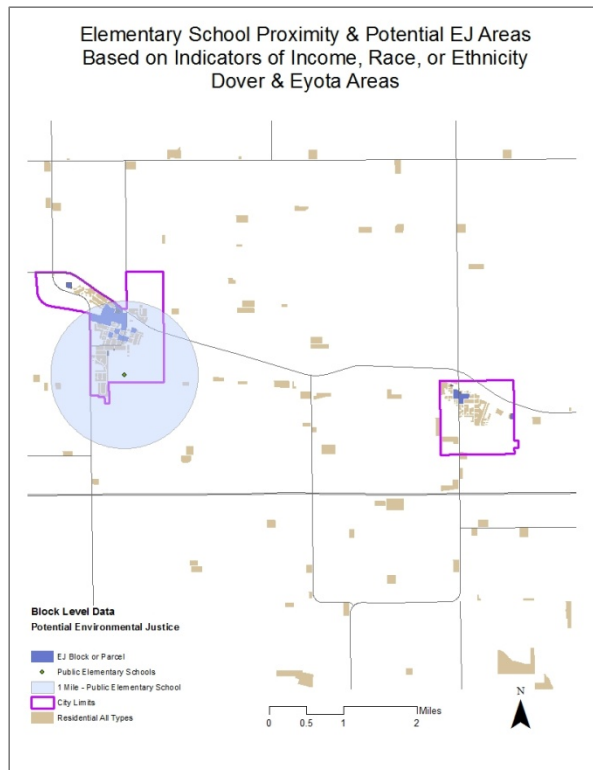 Elementary School Proximity & Potential EJ Areas
Based on Indicators of Income, Race, or Ethnicity
Dover & Eyota Areas
Block Level Data
Potential Environmental Justice
EJ Block or Parcel
Public Elementary Schools
1 Mile - Public Elementary School
City Limits
Residential All Types
Miles
0 0.5 1 2
N